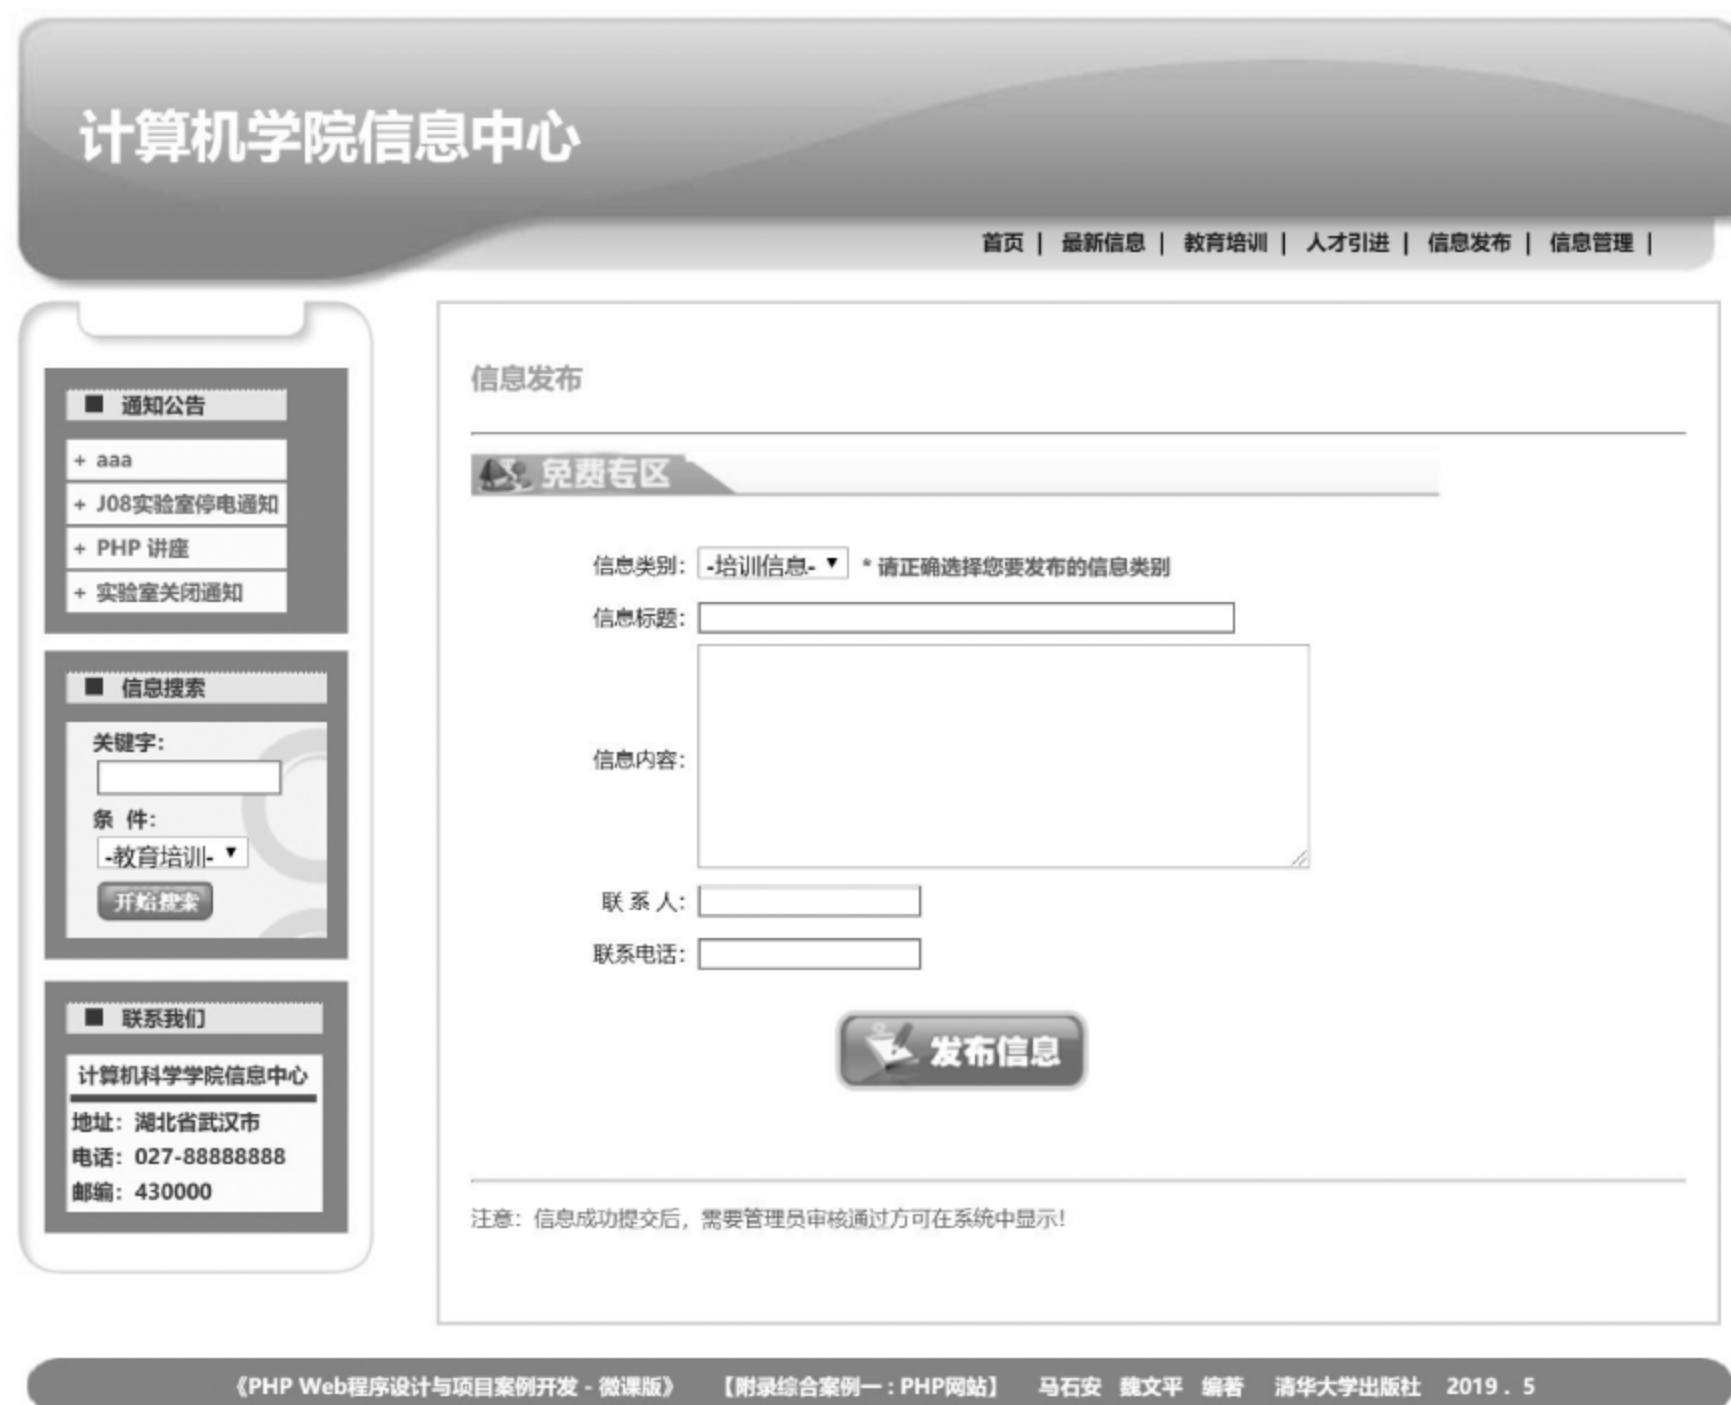 计算机学院信息中心
首页 | 最新信息 | 教育培训 | 人才引进 | 信息发布 | 信息管理 |
■ 通知公告
+ aaa
+ J08实验室停电通知
+ PHP 讲座
+ 实验室关闭通知
■ 信息搜索
关键字：
条 件：
-教育培训-
开始搜索
■ 联系我们
计算机科学学院信息中心
地址：湖北省武汉市
电话：027-88888888
邮编：430000
信息发布
免费专区
信息类别： -培训信息- * 请正确选择您要发布的信息类别
信息标题：
信息内容：
联 系 人：
联系电话：
发布信息
注意：信息成功提交后，需要管理员审核通过方可在系统中显示！
《PHP Web程序设计与项目案例开发 - 微课版》 【附录综合案例一：PHP网站】 马石安 魏文平 编著 清华大学出版社 2019．5